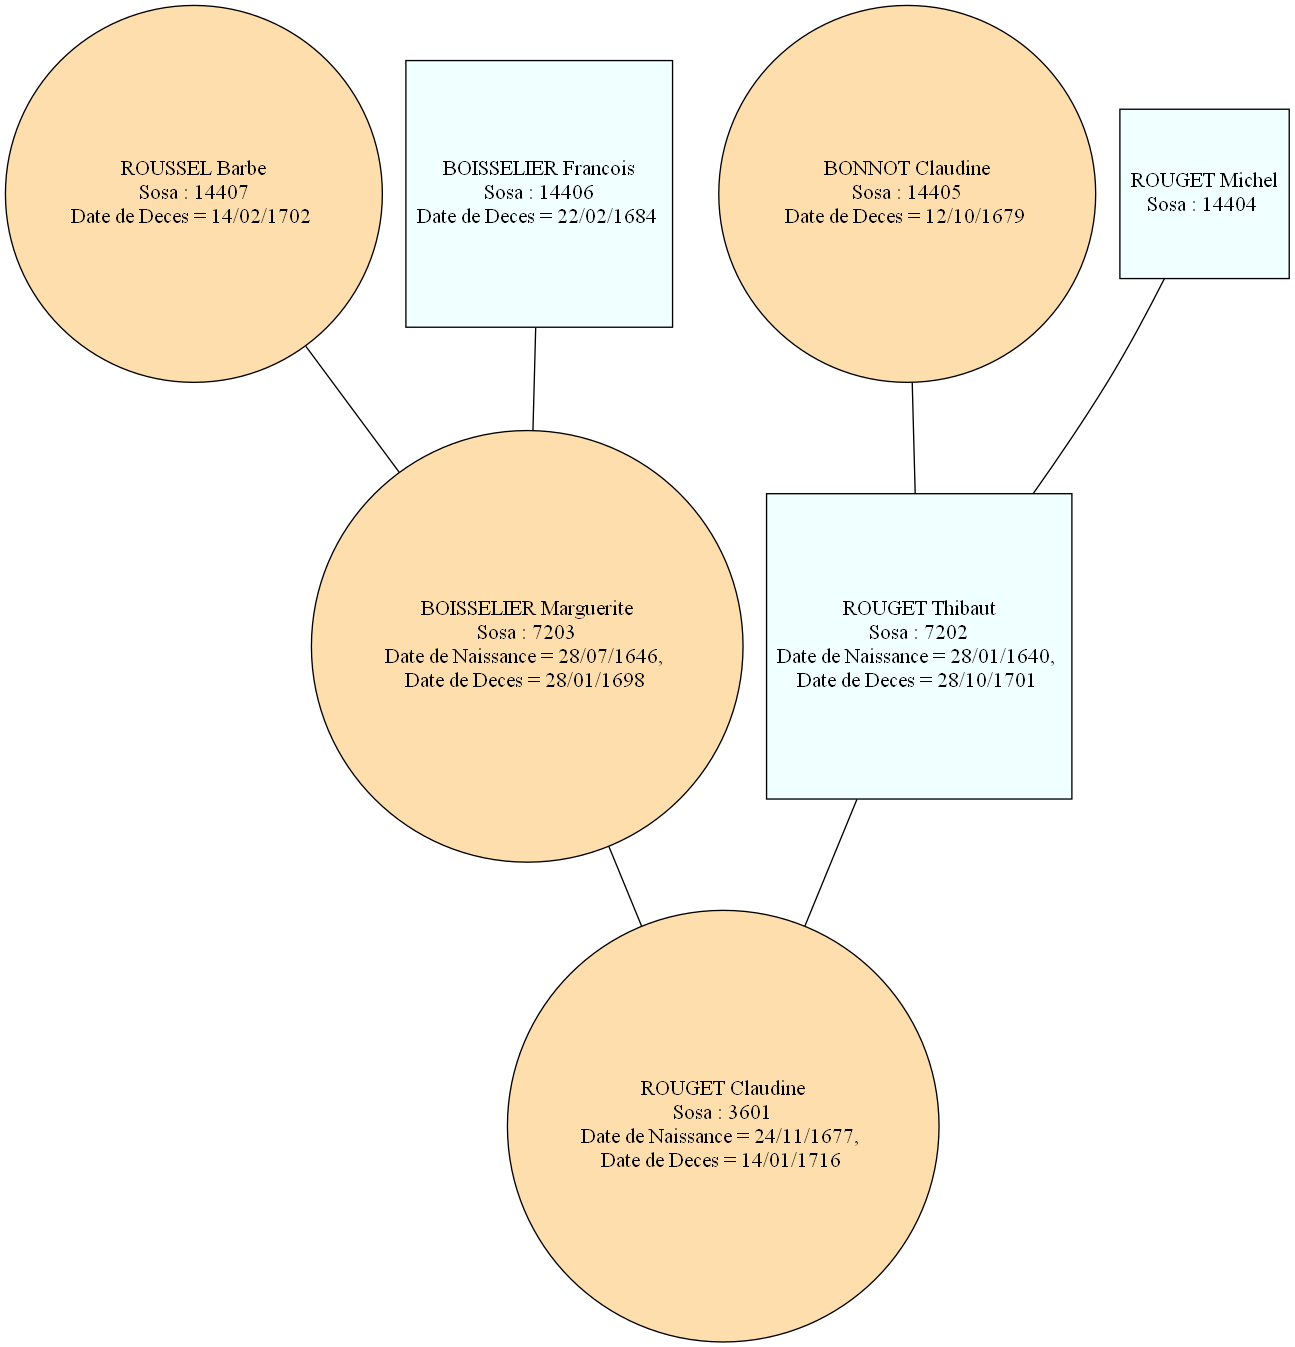 ROUSSEL Barbe
Sosa : 14407
Date de Deces = 14/02/1702
BOISSELIER Francois
Sosa : 14406
Date de Deces = 22/02/1684
BONNOT Claudine
Sosa : 14405
Date de Deces = 12/10/1679
ROUGET Michel
Sosa : 14404
BOISSELIER Marguerite
Sosa : 7203
Date de Naissance = 28/07/1646,
Date de Deces = 28/01/1698
ROUGET Thibaut
Sosa : 7202
Date de Naissance = 28/01/1640,
Date de Deces = 28/10/1701
ROUGET Claudine
Sosa : 3601
Date de Naissance = 24/11/1677,
Date de Deces = 14/01/1716